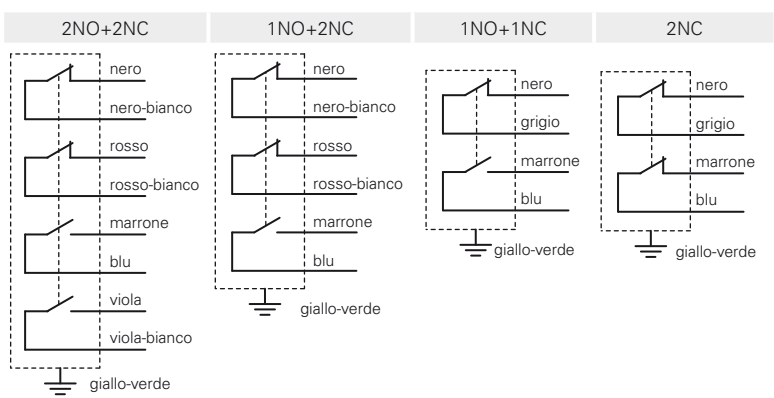 2NO+2NC
nero
nero-bianco
rosso
rosso-bianco
marrone
blu
viola
viola-bianco
giallo-verde
1NO+2NC
nero
nero-bianco
rosso
rosso-bianco
marrone
blu
giallo-verde
1NO+1NC
nero
grigio
marrone
blu
giallo-verde
2NC
nero
grigio
marrone
blu
giallo-verde